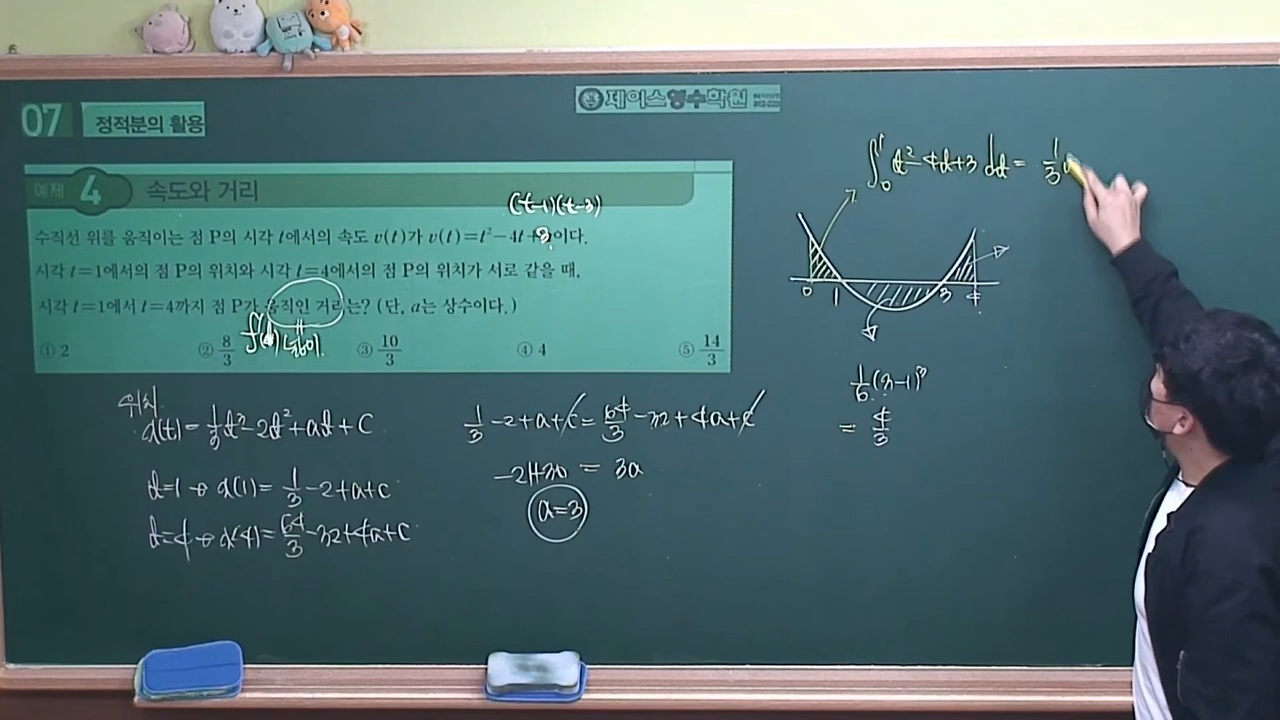 07 정적분의 활용
제이스영수학원
예제 4 속도와 거리
(t-1)(t-3)
수직선 위를 움직이는 점 P의 시각 t에서의 속도 v(t)가 v(t)=t²-4t+3이다.
시각 t=1에서의 점 P의 위치와 시각 t=4에서의 점 P의 위치가 서로 같을 때,
시각 t=1에서 t=4까지 점 P가 움직인 거리는? (단, a는 상수이다.)
넓이
① 2 ② 8/3 ③ 10/3 ④ 4 ⑤ 14/3
위치
x(t)=1/3t³-2t²+at+C
t=1→x(1)=1/3-2+a+c
t=4→x(4)=64/3-32+4a+c
1/3-2+a+c=64/3-32+4a+c
-21+30=3a
a=3
∫₀¹ t²-4t+3 dt = 1/3
0 1 3 4
1/6(3-1)³
=4/3